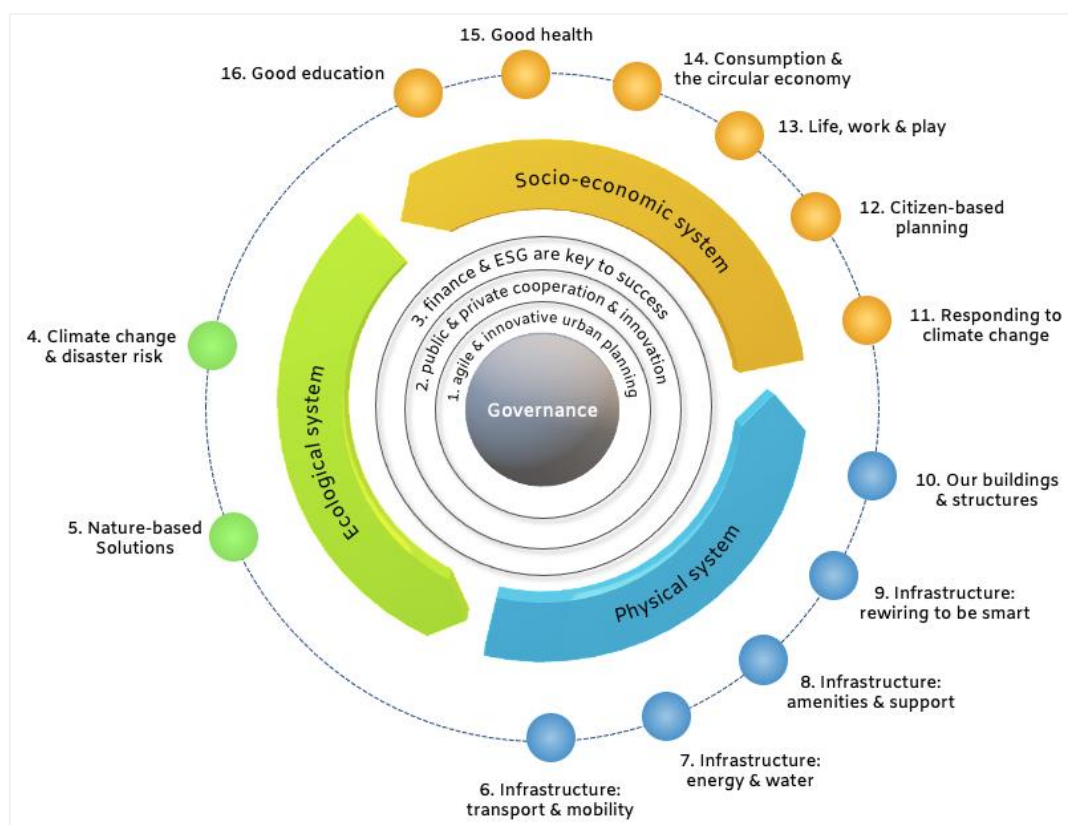 15. Good health
16. Good education
14. Consumption &
the circular economy
13. Life, work & play
12. Citizen-based
planning
11. Responding to
climate change
10. Our buildings
& structures
9. Infrastructure:
rewiring to be smart
8. Infrastructure:
amenities & support
7. Infrastructure:
energy & water
6. Infrastructure:
transport & mobility
5. Nature-based
Solutions
4. Climate change
& disaster risk
Socio-economic system
Ecological system
Physical system
3. finance & ESG are key to success
2. public & private cooperation & innovation
1. agile & innovative urban planning
Governance